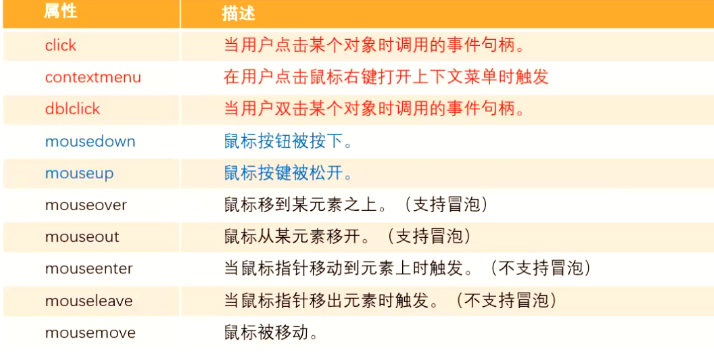 属性 描述
click 当用户点击某个对象时调用的事件句柄。
contextmenu 在用户点击鼠标右键打开上下文菜单时触发
dblclick 当用户双击某个对象时调用的事件句柄。
mousedown 鼠标按钮被按下。
mouseup 鼠标按键被松开。
mouseover 鼠标移到某元素之上。（支持冒泡）
mouseout 鼠标从某元素移开。（支持冒泡）
mouseenter 当鼠标指针移动到元素上时触发。（不支持冒泡）
mouseleave 当鼠标指针移出元素时触发。（不支持冒泡）
mousemove 鼠标被移动。